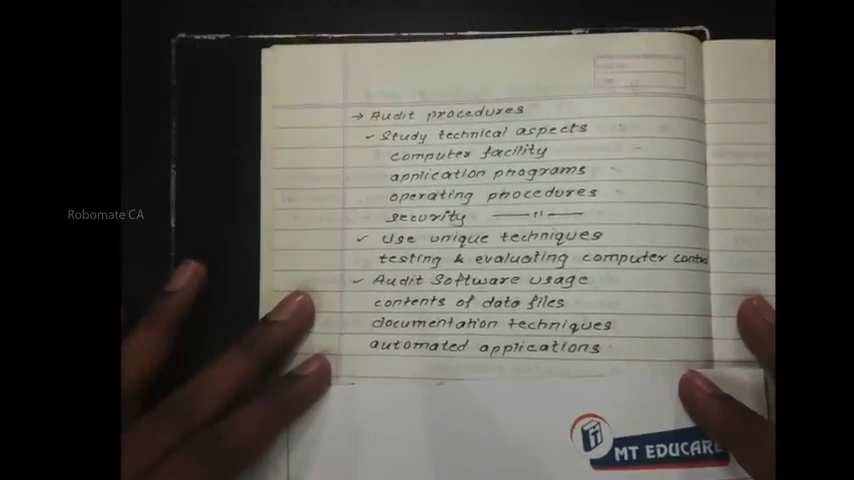 Robomate CA
→ Audit procedures
✓ Study technical aspects
computer facility
application programs
operating procedures
security —— " ——
✓ Use unique techniques
testing & evaluating computer contro
✓ Audit Software usage
contents of data files
documentation techniques
automated applications
MT EDUCARE